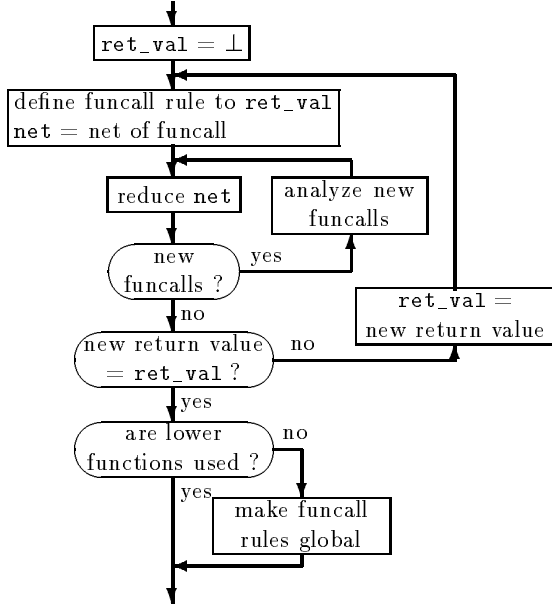 ret_val = ⊥
define funcall rule to ret_val
net = net of funcall
reduce net
analyze new
funcalls
new
funcalls ?
yes
no
ret_val =
new return value
new return value
= ret_val ?
no
yes
are lower
functions used ?
no
yes
make funcall
rules global